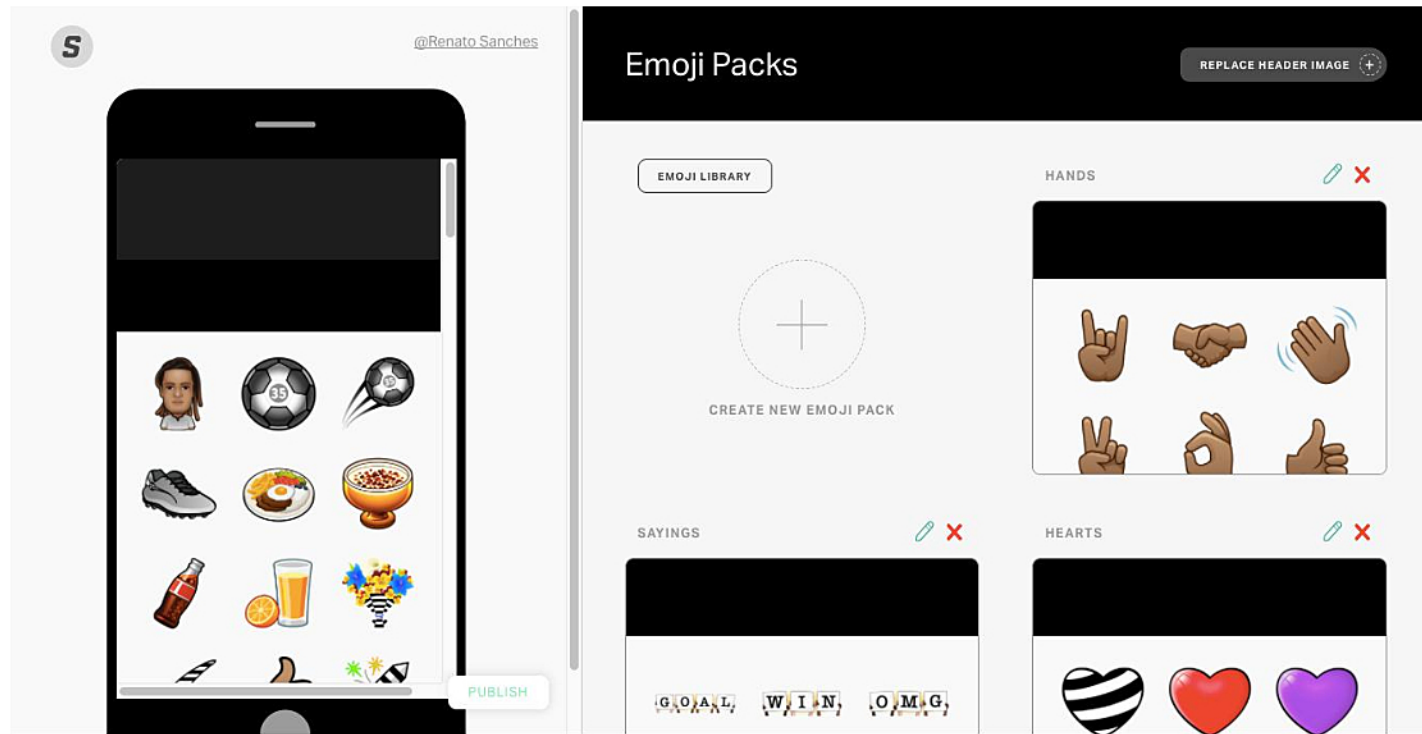 S
@Renato Sanches
35
35
PUBLISH
Emoji Packs
REPLACE HEADER IMAGE
EMOJI LIBRARY
HANDS
CREATE NEW EMOJI PACK
SAYINGS
HEARTS
GOAL WIN OMG